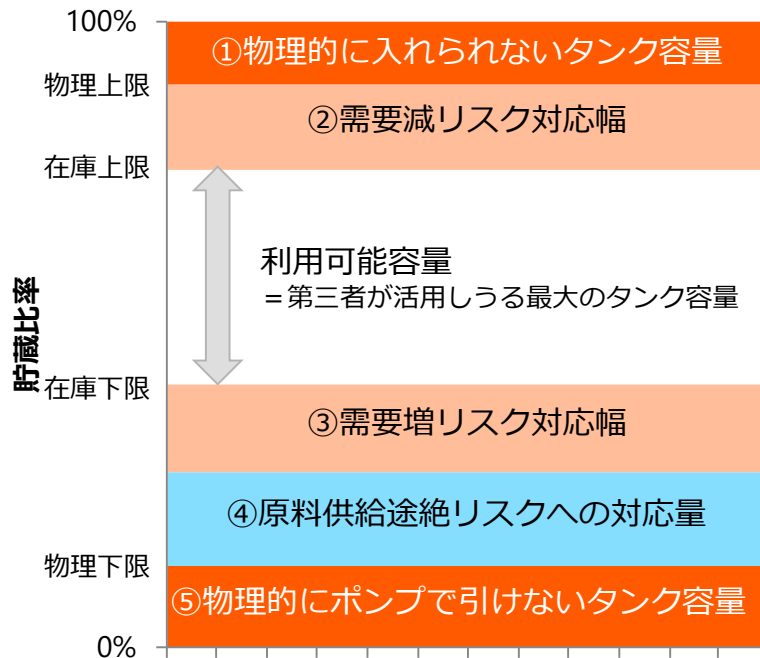 100%
①物理的に入れられないタンク容量
物理上限
②需要減リスク対応幅
在庫上限
利用可能容量
＝第三者が活用しうる最大のタンク容量
貯蔵比率
在庫下限
③需要増リスク対応幅
④原料供給途絶リスクへの対応量
物理下限
⑤物理的にポンプで引けないタンク容量
0%